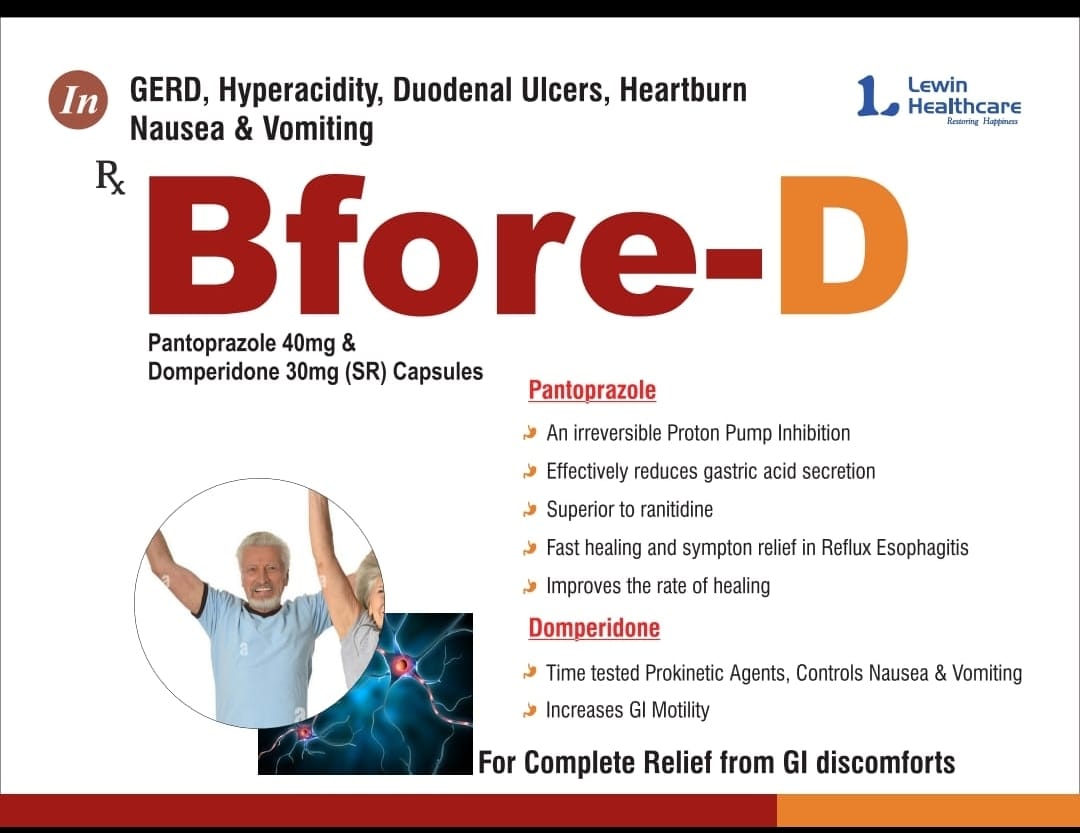 In
GERD, Hyperacidity, Duodenal Ulcers, Heartburn
Nausea & Vomiting
Lewin
Healthcare
Restoring Happiness
Rx
Bfore-D
Pantoprazole 40mg &
Domperidone 30mg (SR) Capsules
Pantoprazole
An irreversible Proton Pump Inhibition
Effectively reduces gastric acid secretion
Superior to ranitidine
Fast healing and sympton relief in Reflux Esophagitis
Improves the rate of healing
Domperidone
Time tested Prokinetic Agents, Controls Nausea & Vomiting
Increases GI Motility
a
a
a
a
For Complete Relief from GI discomforts